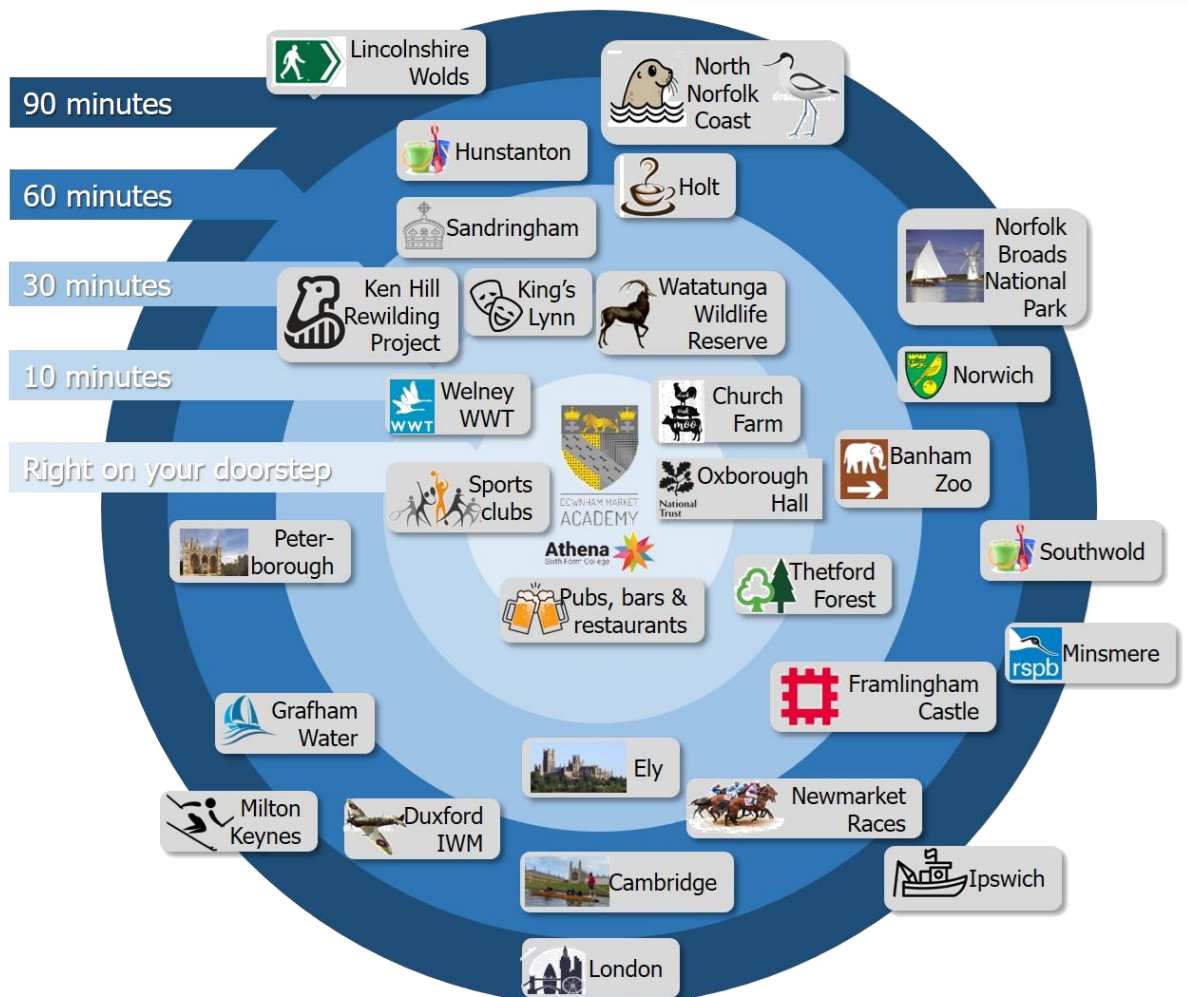 Lincolnshire
Wolds
90 minutes
North
Norfolk
Coast
Hunstanton
Holt
60 minutes
Sandringham
Norfolk
Broads
National
Park
30 minutes
Ken Hill
Rewilding
Project
King's
Lynn
Watatunga
Wildlife
Reserve
10 minutes
Norwich
Welney
WWT
WWT
Church
Farm
moo
Right on your doorstep
Sports
clubs
DOWNHAM MARKET
ACADEMY
Athena
Sixth Form College
Oxborough
Hall
National
Trust
Banham
Zoo
Peter-
borough
Southwold
Thetford
Forest
Pubs, bars &
restaurants
rspb
Minsmere
Framlingham
Castle
Grafham
Water
Ely
Newmarket
Races
Milton
Keynes
Duxford
IWM
Cambridge
Ipswich
London